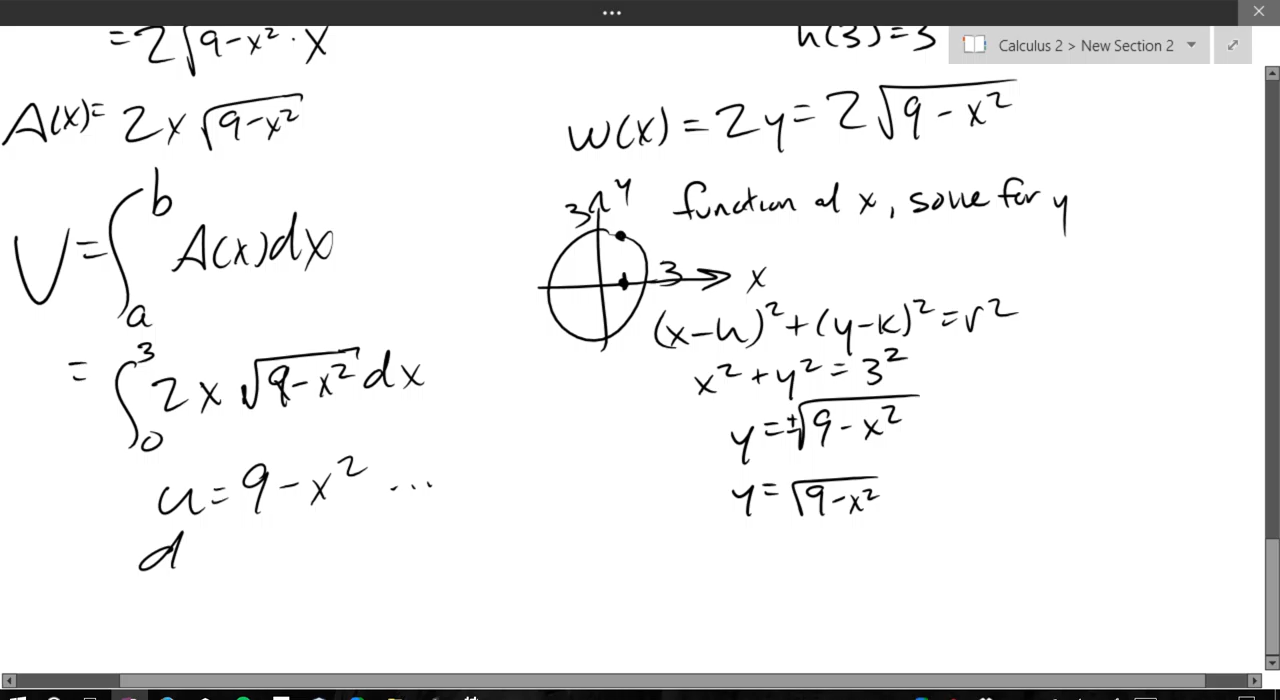 ...
= 2√9-x² · x
h(3)=3
Calculus 2 > New Section 2
A(x)= 2x √9-x²
w(x) = 2y = 2√9-x²
function of x, solve for y
V = ∫ₐᵇ A(x)dx
3 y
3 x
(x-h)² + (y-k)² = r²
= ∫₀³ 2x √9-x² dx
x² + y² = 3²
y = ±√9-x²
u = 9-x² ...
y = √9-x²
d